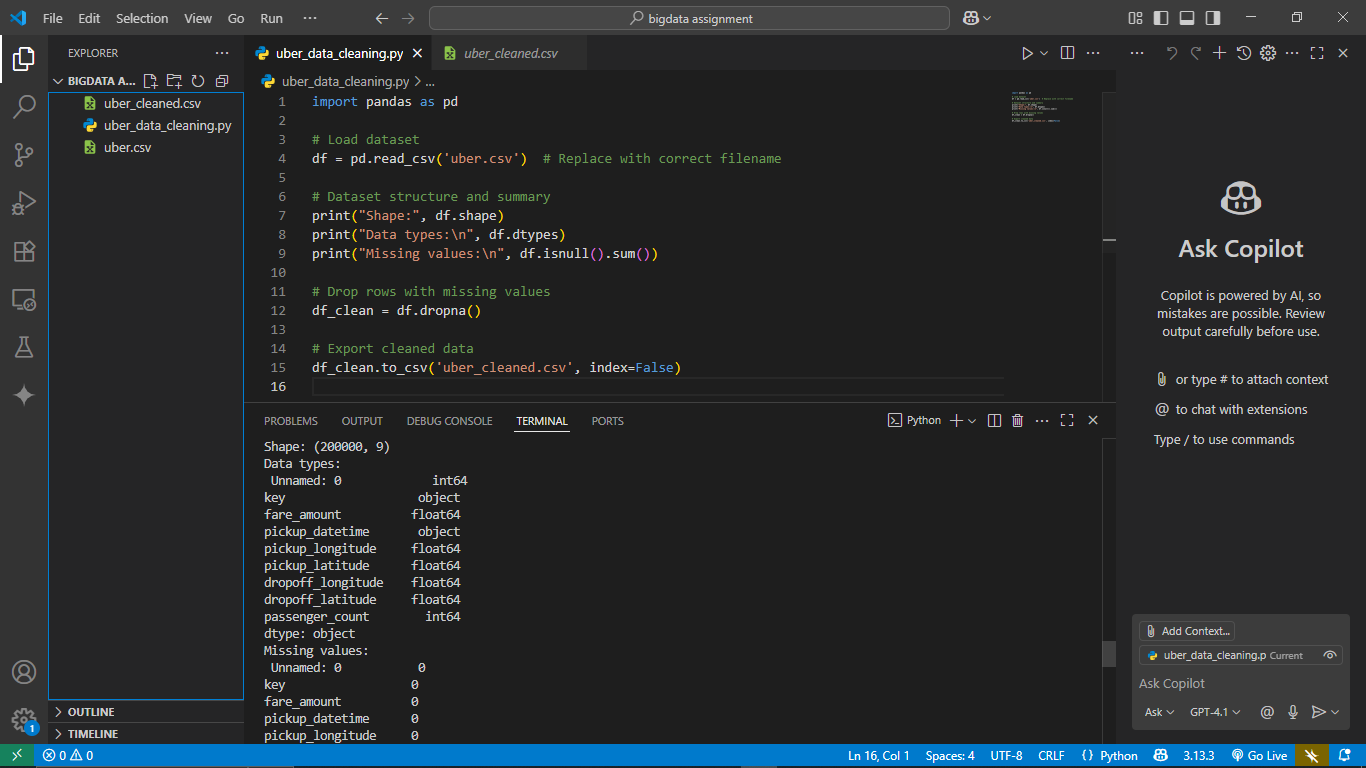 File Edit Selection View Go Run ··· bigdata assignment
EXPLORER ···
BIGDATA A...
uber_cleaned.csv
uber_data_cleaning.py
uber.csv
OUTLINE
TIMELINE
uber_data_cleaning.py uber_cleaned.csv
uber_data_cleaning.py > ...
1 import pandas as pd
2
3 # Load dataset
4 df = pd.read_csv('uber.csv')  # Replace with correct filename
5
6 # Dataset structure and summary
7 print("Shape:", df.shape)
8 print("Data types:\n", df.dtypes)
9 print("Missing values:\n", df.isnull().sum())
10
11 # Drop rows with missing values
12 df_clean = df.dropna()
13
14 # Export cleaned data
15 df_clean.to_csv('uber_cleaned.csv', index=False)
16
PROBLEMS OUTPUT DEBUG CONSOLE TERMINAL PORTS Python
Shape: (200000, 9)
Data types:
Unnamed: 0 int64
key object
fare_amount float64
pickup_datetime object
pickup_longitude float64
pickup_latitude float64
dropoff_longitude float64
dropoff_latitude float64
passenger_count int64
dtype: object
Missing values:
Unnamed: 0 0
key 0
fare_amount 0
pickup_datetime 0
pickup_longitude 0
Ask Copilot
Copilot is powered by AI, so
mistakes are possible. Review
output carefully before use.
or type # to attach context
@ to chat with extensions
Type / to use commands
Add Context...
uber_data_cleaning.p Current
Ask Copilot
Ask GPT-4.1 @
1
0 0 Ln 16, Col 1 Spaces: 4 UTF-8 CRLF {} Python 3.13.3 Go Live